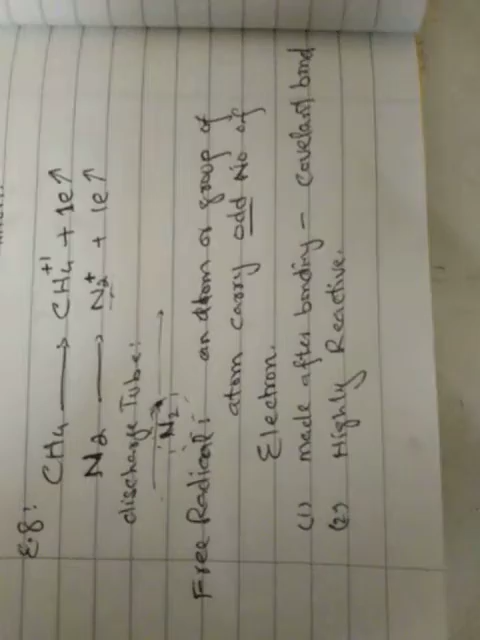 E.g:
CH4 ⟶ CH4+1 + 1e↑
N2 ⟶ N2+ + 1e↑
discharge Tube:
N2
Free Radical: an atom or group of
atom carry odd No of
Electron.
(1) made after bonding - covelant bond
(2) Highly Reactive.